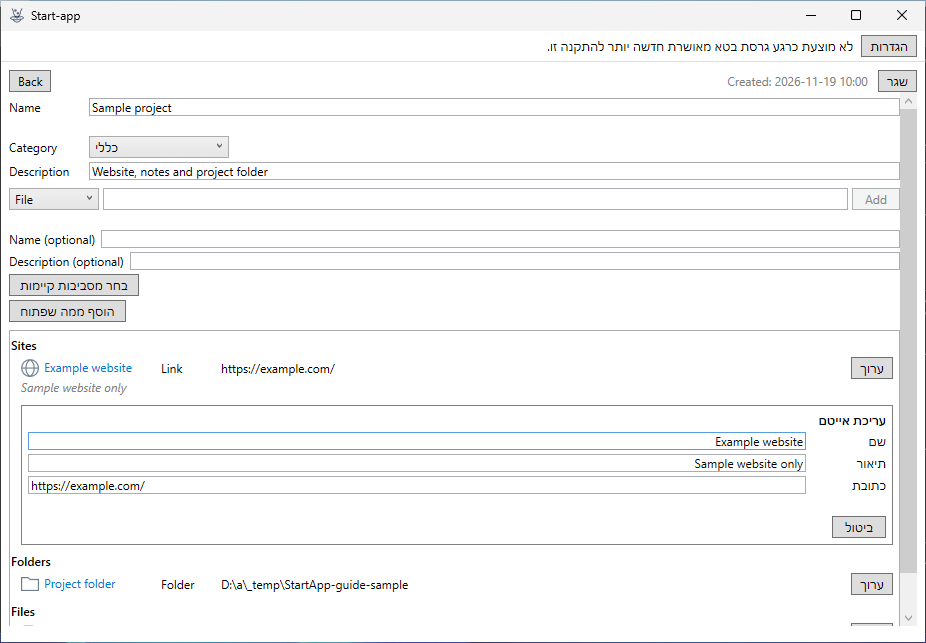 Start-app
לא מוצעת כרגע גרסת בטא מאושרת חדשה יותר להתקנה זו.
הגדרות
Back
Created: 2026-11-19 10:00
שגר
Name
Sample project
Category
כללי
Description
Website, notes and project folder
File
Add
Name (optional)
Description (optional)
בחר מסביבות קיימות
הוסף ממה שפתוח
Sites
Example website
Link
https://example.com/
ערוך
Sample website only
עריכת אייטם
שם
Example website
תיאור
Sample website only
כתובת
https://example.com/
ביטול
Folders
Project folder
Folder
D:\a\_temp\StartApp-guide-sample
ערוך
Files